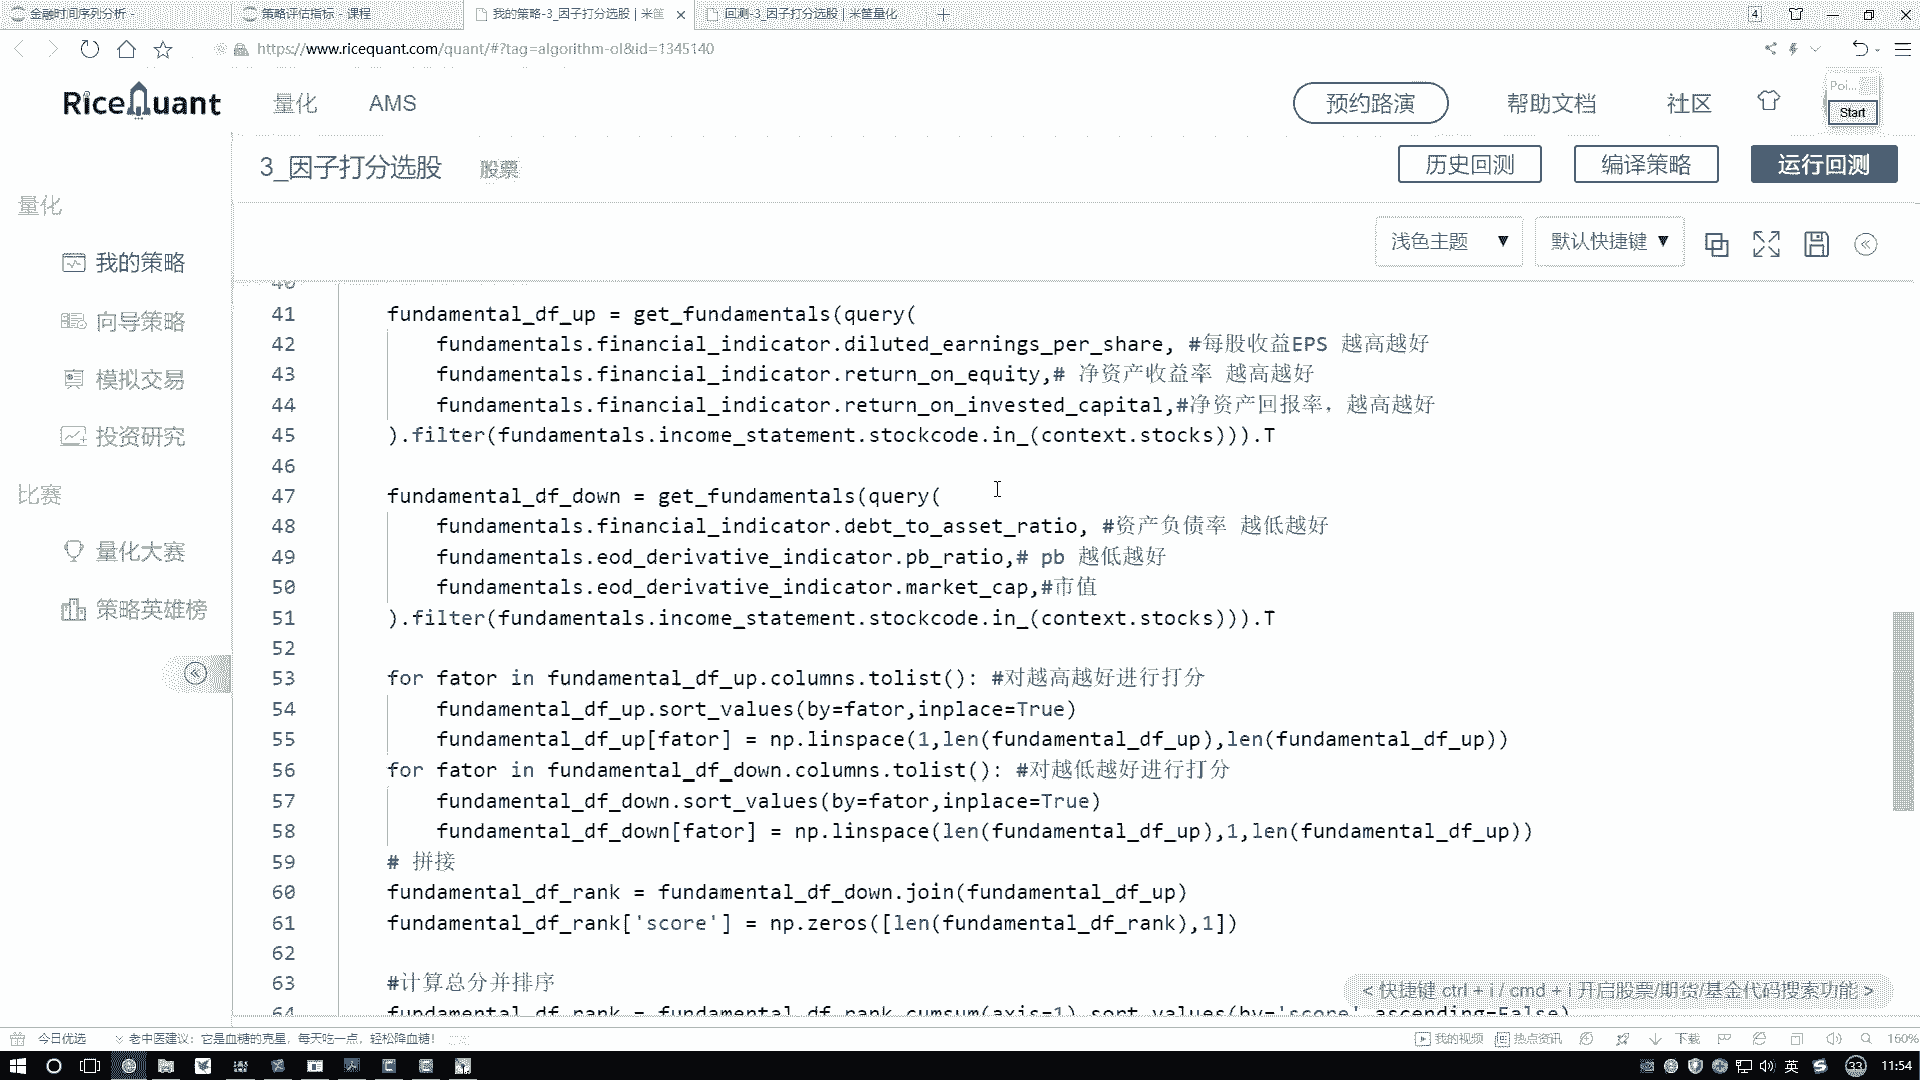 金融时间序列分析 -
策略评估指标 - 课程
我的策略-3_因子打分选股 | 米筐
回测-3_因子打分选股 | 米筐量化
4
https://www.ricequant.com/quant/#?tag=algorithm-ol&id=1345140
RiceQuant
量化
AMS
预约路演
帮助文档
社区
Poi...
Start
3_因子打分选股
股票
历史回测
编译策略
运行回测
浅色主题
默认快捷键
量化
我的策略
向导策略
模拟交易
投资研究
比赛
量化大赛
策略英雄榜
40
41 fundamental_df_up = get_fundamentals(query(
42 fundamentals.financial_indicator.diluted_earnings_per_share, #每股收益EPS 越高越好
43 fundamentals.financial_indicator.return_on_equity,# 净资产收益率 越高越好
44 fundamentals.financial_indicator.return_on_invested_capital,#净资产回报率，越高越好
45 ).filter(fundamentals.income_statement.stockcode.in_(context.stocks))).T
46
47 fundamental_df_down = get_fundamentals(query(
48 fundamentals.financial_indicator.debt_to_asset_ratio, #资产负债率 越低越好
49 fundamentals.eod_derivative_indicator.pb_ratio,# pb 越低越好
50 fundamentals.eod_derivative_indicator.market_cap,#市值
51 ).filter(fundamentals.income_statement.stockcode.in_(context.stocks))).T
52
53 for fator in fundamental_df_up.columns.tolist(): #对越高越好进行打分
54 fundamental_df_up.sort_values(by=fator,inplace=True)
55 fundamental_df_up[fator] = np.linspace(1,len(fundamental_df_up),len(fundamental_df_up))
56 for fator in fundamental_df_down.columns.tolist(): #对越低越好进行打分
57 fundamental_df_down.sort_values(by=fator,inplace=True)
58 fundamental_df_down[fator] = np.linspace(len(fundamental_df_up),1,len(fundamental_df_up))
59 # 拼接
60 fundamental_df_rank = fundamental_df_down.join(fundamental_df_up)
61 fundamental_df_rank['score'] = np.zeros([len(fundamental_df_rank),1])
62
63 #计算总分并排序
64 fundamental_df_rank = fundamental_df_rank.cumsum(axis=1).sort_values(by='score',ascending=False)
< 快捷键 ctrl + i / cmd + i 开启股票/期货/基金代码搜索功能 >
今日优选
老中医建议：它是血糖的克星，每天吃一点，轻松降血糖！
我的视频
热点资讯
下载
160%
英
33
11:54